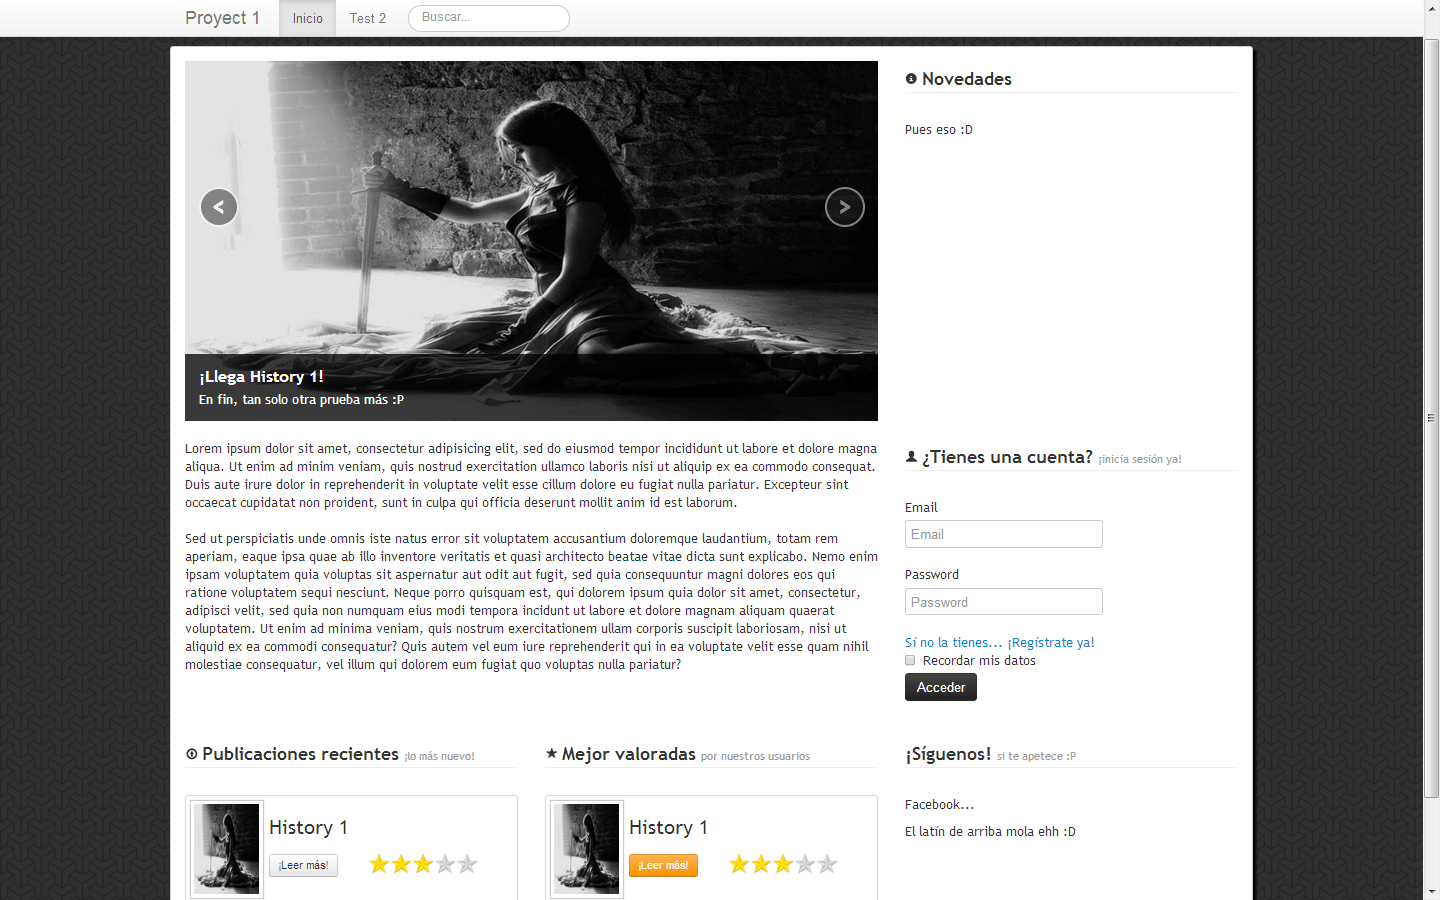 Proyect 1
Inicio
Test 2
Buscar...
<
>
¡Llega History 1!
En fin, tan solo otra prueba más :P
Novedades
Pues eso :D
Lorem ipsum dolor sit amet, consectetur adipisicing elit, sed do eiusmod tempor incididunt ut labore et dolore magna
aliqua. Ut enim ad minim veniam, quis nostrud exercitation ullamco laboris nisi ut aliquip ex ea commodo consequat.
Duis aute irure dolor in reprehenderit in voluptate velit esse cillum dolore eu fugiat nulla pariatur. Excepteur sint
occaecat cupidatat non proident, sunt in culpa qui officia deserunt mollit anim id est laborum.
Sed ut perspiciatis unde omnis iste natus error sit voluptatem accusantium doloremque laudantium, totam rem
aperiam, eaque ipsa quae ab illo inventore veritatis et quasi architecto beatae vitae dicta sunt explicabo. Nemo enim
ipsam voluptatem quia voluptas sit aspernatur aut odit aut fugit, sed quia consequuntur magni dolores eos qui
ratione voluptatem sequi nesciunt. Neque porro quisquam est, qui dolorem ipsum quia dolor sit amet, consectetur,
adipisci velit, sed quia non numquam eius modi tempora incidunt ut labore et dolore magnam aliquam quaerat
voluptatem. Ut enim ad minima veniam, quis nostrum exercitationem ullam corporis suscipit laboriosam, nisi ut
aliquid ex ea commodi consequatur? Quis autem vel eum iure reprehenderit qui in ea voluptate velit esse quam nihil
molestiae consequatur, vel illum qui dolorem eum fugiat quo voluptas nulla pariatur?
¿Tienes una cuenta? ¡inicia sesión ya!
Email
Email
Password
Password
Sí no la tienes... ¡Regístrate ya!
Recordar mis datos
Acceder
Publicaciones recientes ¡lo más nuevo!
History 1
¡Leer más!
Mejor valoradas por nuestros usuarios
History 1
¡Leer más!
¡Síguenos! si te apetece :P
Facebook...
El latín de arriba mola ehh :D